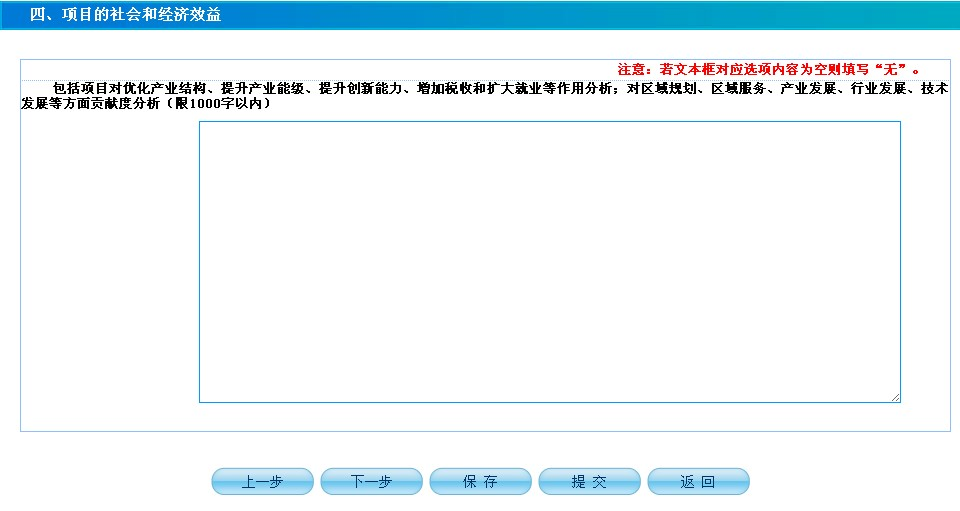 四、项目的社会和经济效益
注意：若文本框对应选项内容为空则填写“无”。
包括项目对优化产业结构、提升产业能级、提升创新能力、增加税收和扩大就业等作用分析；对区域规划、区域服务、产业发展、行业发展、技术
发展等方面贡献度分析（限1000字以内）
上一步 下一步 保 存 提 交 返 回